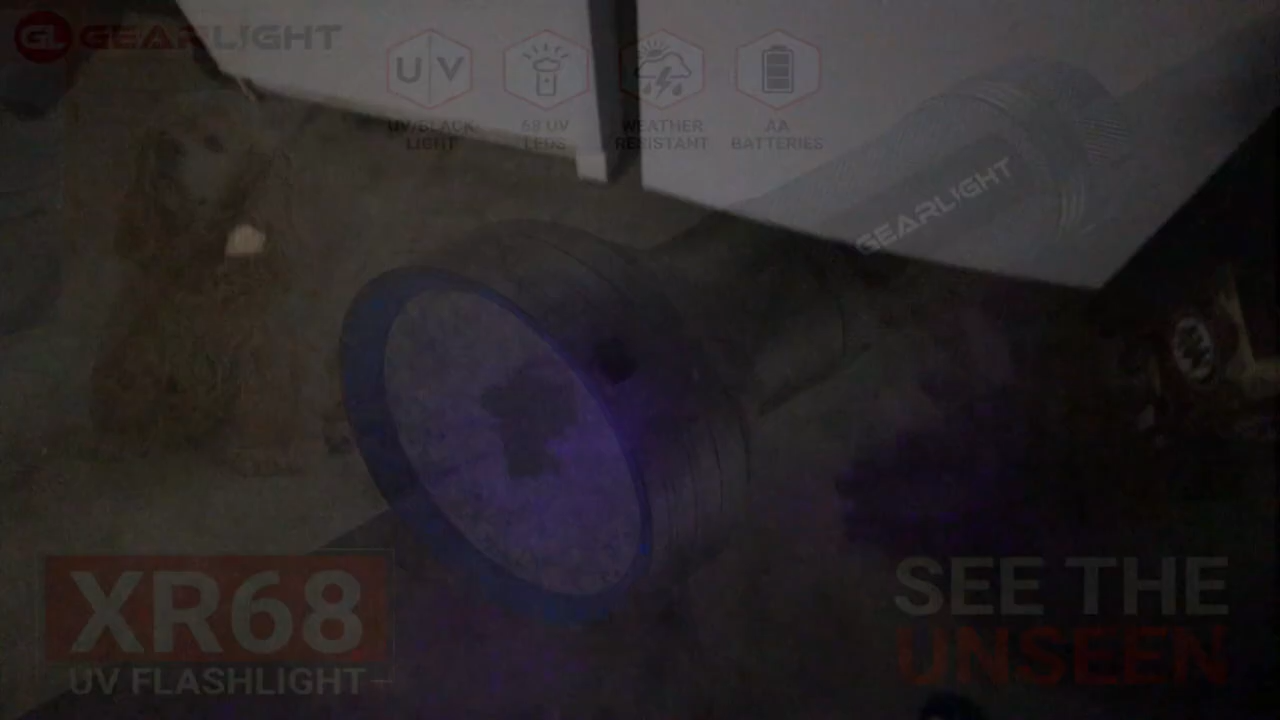 GL GEARLIGHT
UV
UV/BLACK
LIGHT
68 UV
LEDS
WEATHER
RESISTANT
AA
BATTERIES
GEARLIGHT
XR68
UV FLASHLIGHT
SEE THE
UNSEEN